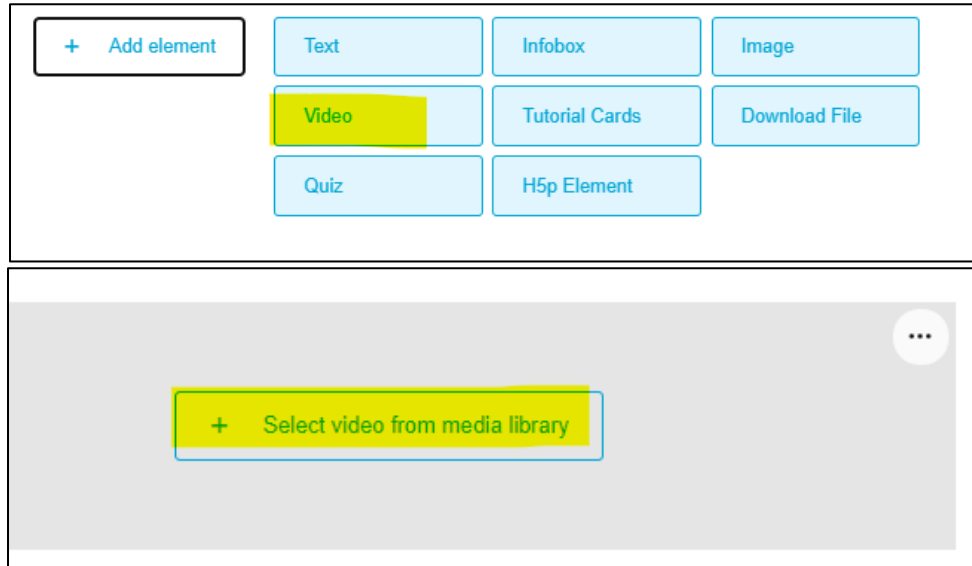 + Add element
Text
Infobox
Image
Video
Tutorial Cards
Download File
Quiz
H5p Element
+ Select video from media library